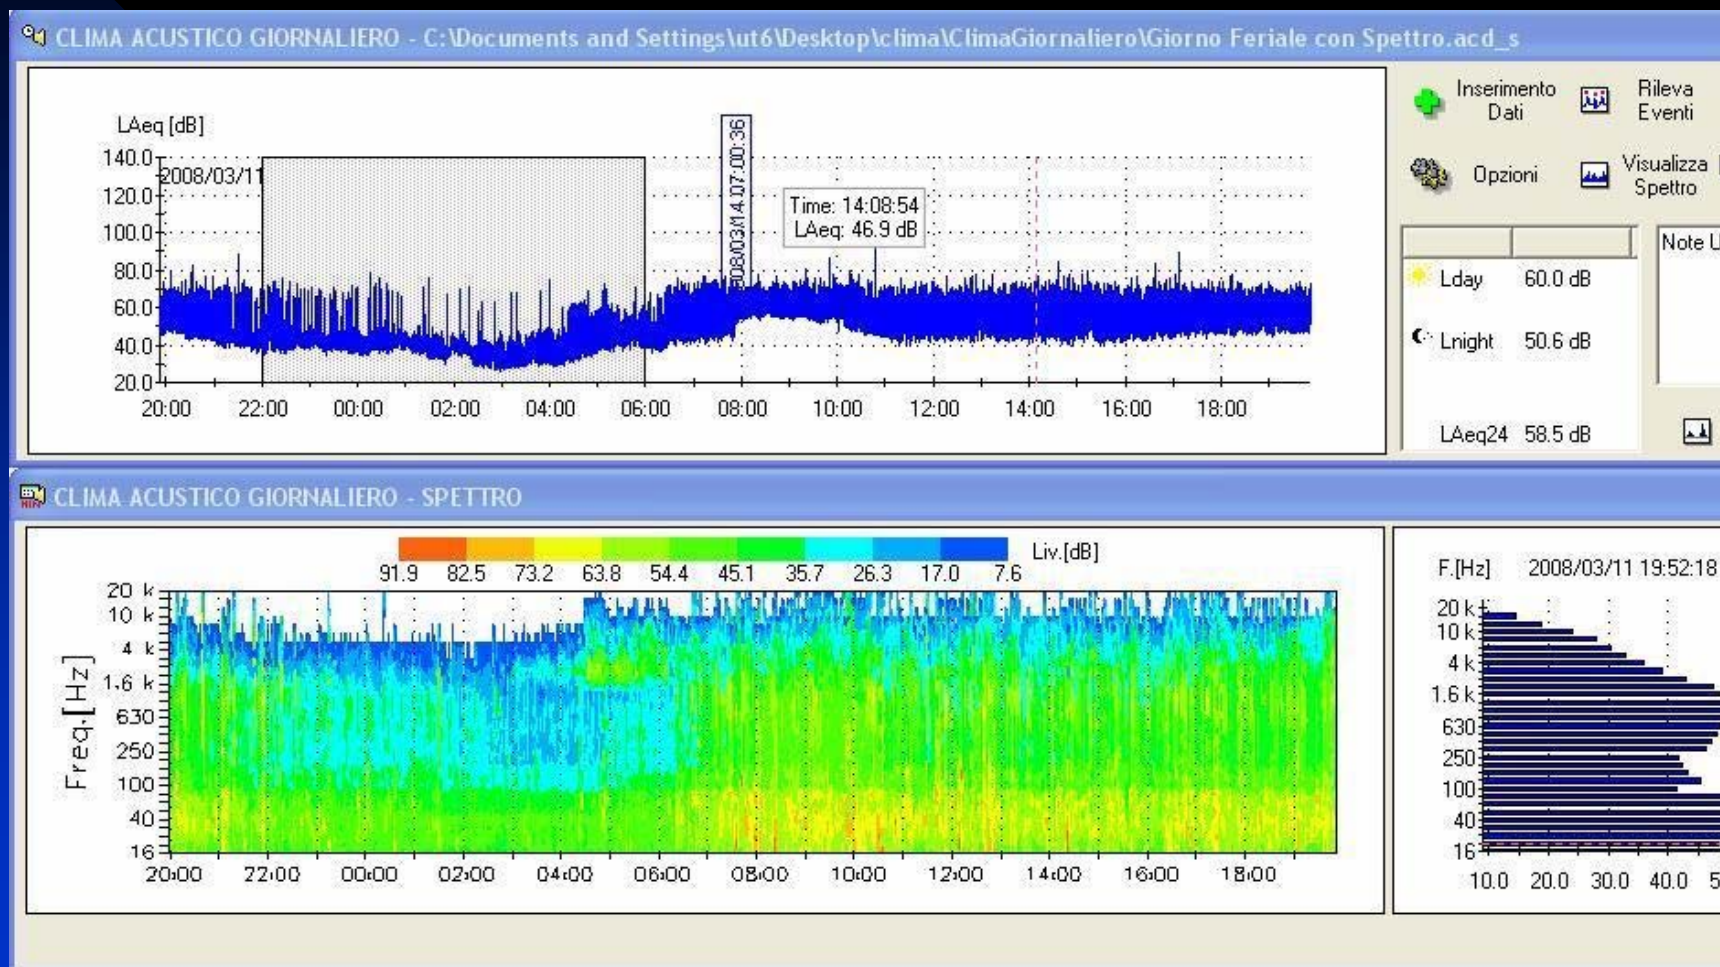 CLIMA ACUSTICO GIORNALIERO - C:\Documents and Settings\ut6\Desktop\clima\ClimaGiornaliero\Giorno Feriale con Spettro.acd_s
LAeq [dB]
140.0
120.0
100.0
80.0
60.0
40.0
20.0
2008/03/11
08/03/14.07:00:36
Time: 14:08:54
LAeq: 46.9 dB
20:00 22:00 00:00 02:00 04:00 06:00 08:00 10:00 12:00 14:00 16:00 18:00
Inserimento Dati
Rileva Eventi
Opzioni
Visualizza Spettro
Lday 60.0 dB
Lnight 50.6 dB
LAeq24 58.5 dB
Note
CLIMA ACUSTICO GIORNALIERO - SPETTRO
Liv.[dB]
91.9 82.5 73.2 63.8 54.4 45.1 35.7 26.3 17.0 7.6
Freq.[Hz]
20 k
10 k
4 k
1.6 k
630
250
100
40
16
20:00 22:00 00:00 02:00 04:00 06:00 08:00 10:00 12:00 14:00 16:00 18:00
F.[Hz] 2008/03/11 19:52:18
20 k
10 k
4 k
1.6 k
630
250
100
40
16
10.0 20.0 30.0 40.0